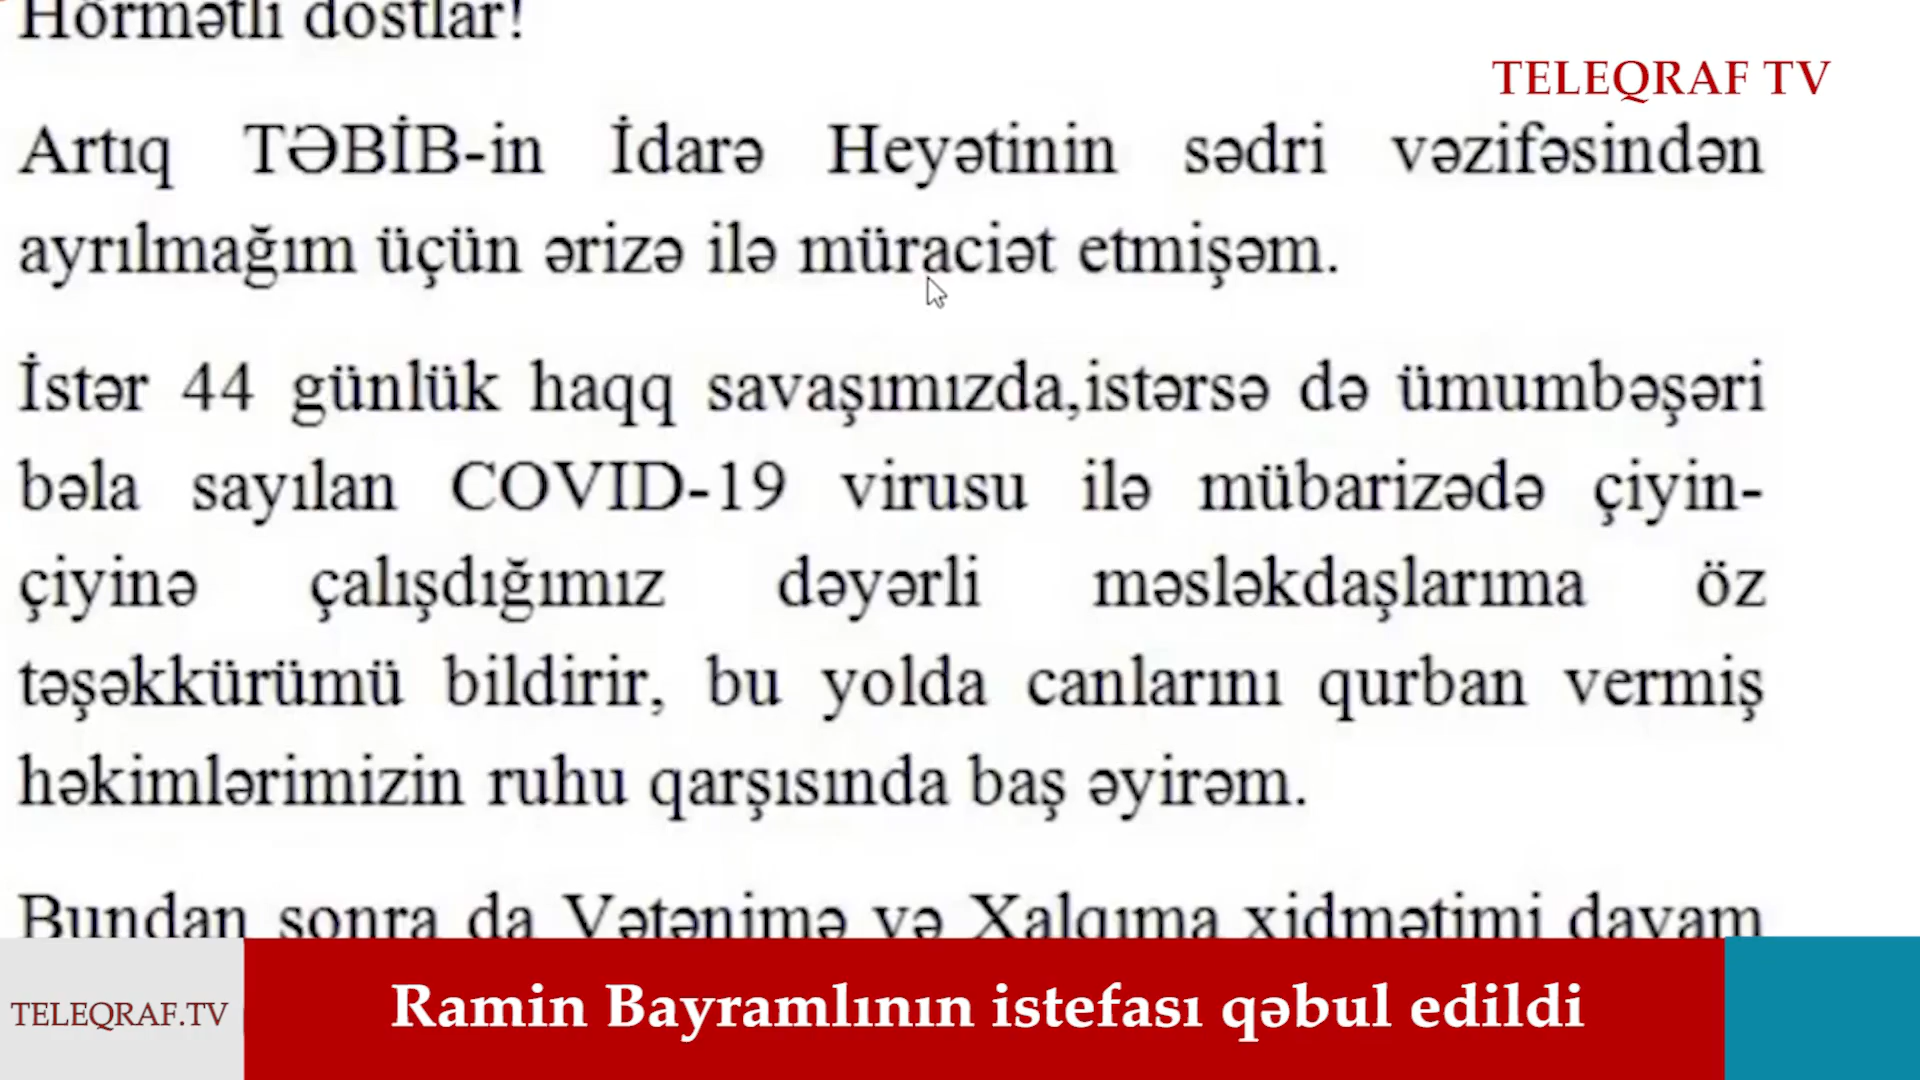 Hörmətli dostlar!
TELEQRAF TV
Artıq TƏBİB-in İdarə Heyətinin sədri vəzifəsindən
ayrılmağım üçün ərizə ilə müraciət etmişəm.
İstər 44 günlük haqq savaşımızda,istərsə də ümumbəşəri
bəla sayılan COVID-19 virusu ilə mübarizədə çiyin-
çiyinə çalışdığımız dəyərli məsləkdaşlarıma öz
təşəkkürümü bildirir, bu yolda canlarını qurban vermiş
həkimlərimizin ruhu qarşısında baş əyirəm.
Bundan sonra da Vətənimə və Xalqıma xidmətimi davam
TELEQRAF.TV
Ramin Bayramlının istefası qəbul edildi